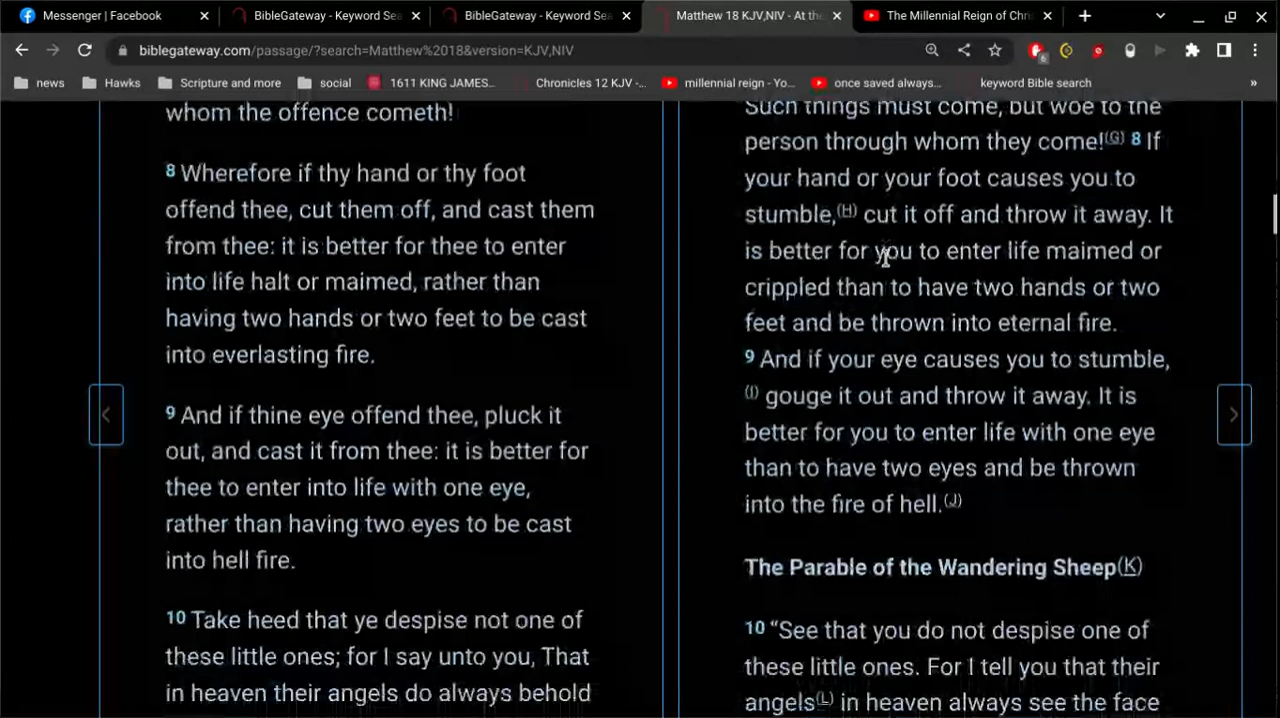 Messenger | Facebook
BibleGateway - Keyword Sea
BibleGateway - Keyword Sea
Matthew 18 KJV,NIV - At the
The Millennial Reign of Chris
biblegateway.com/passage/?search=Matthew%2018&version=KJV,NIV
6
news
Hawks
Scripture and more
social
1611 KING JAMES...
Chronicles 12 KJV -...
millennial reign - Yo...
once saved always...
keyword Bible search
»
whom the offence cometh!
8 Wherefore if thy hand or thy foot
offend thee, cut them off, and cast them
from thee: it is better for thee to enter
into life halt or maimed, rather than
having two hands or two feet to be cast
into everlasting fire.
9 And if thine eye offend thee, pluck it
out, and cast it from thee: it is better for
thee to enter into life with one eye,
rather than having two eyes to be cast
into hell fire.
10 Take heed that ye despise not one of
these little ones; for I say unto you, That
in heaven their angels do always behold
Such things must come, but woe to the
person through whom they come!(G) 8 If
your hand or your foot causes you to
stumble,(H) cut it off and throw it away. It
is better for you to enter life maimed or
crippled than to have two hands or two
feet and be thrown into eternal fire.
9 And if your eye causes you to stumble,
(I) gouge it out and throw it away. It is
better for you to enter life with one eye
than to have two eyes and be thrown
into the fire of hell.(J)
The Parable of the Wandering Sheep(K)
10 “See that you do not despise one of
these little ones. For I tell you that their
angels(L) in heaven always see the face